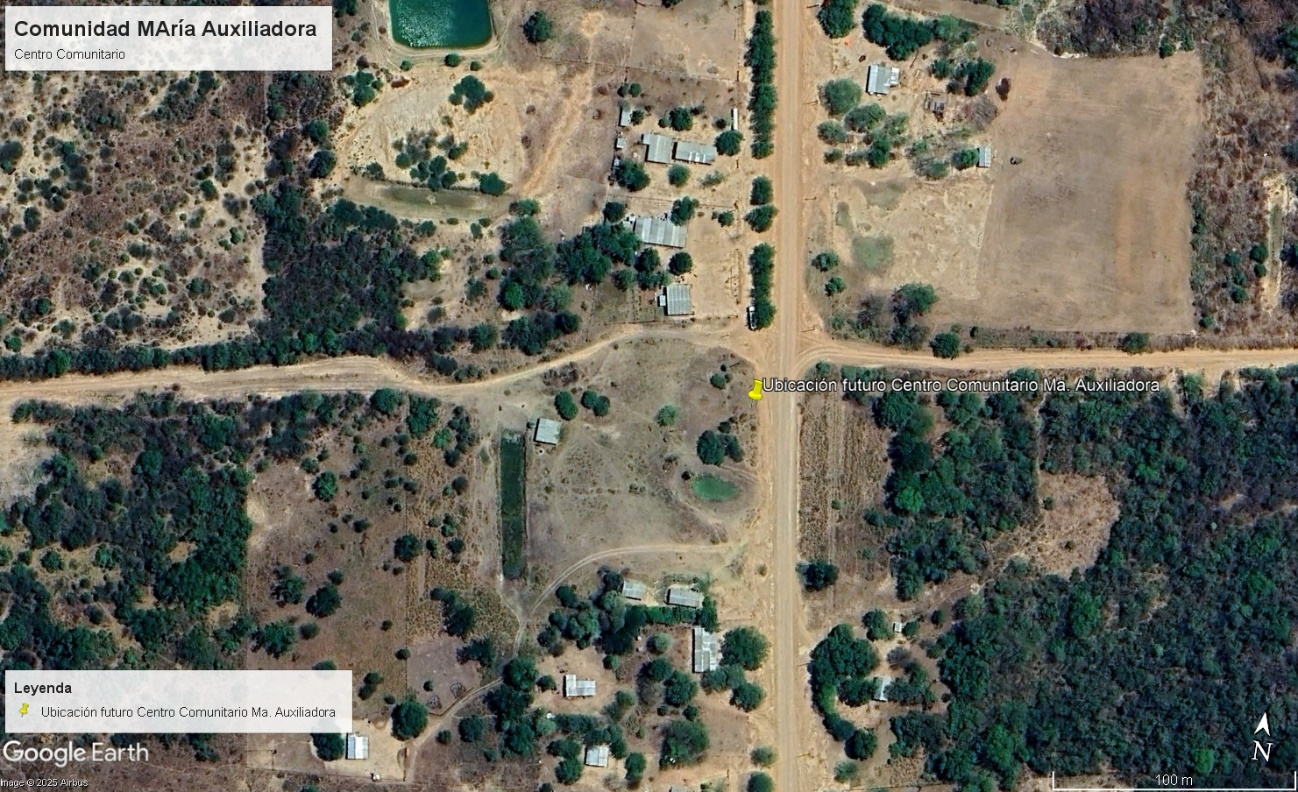 Comunidad MAría Auxiliadora
Centro Comunitario
Ubicación futuro Centro Comunitario Ma. Auxiliadora
Leyenda
Ubicación futuro Centro Comunitario Ma. Auxiliadora
Google Earth
Image © 2025 Airbus
N
100 m